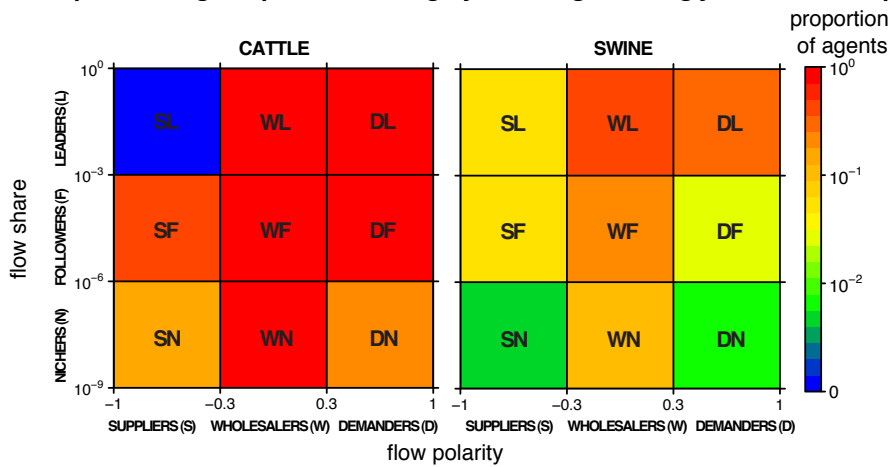 proportion
of agents
CATTLE
SWINE
10^0
SL
WL
DL
SL
WL
DL
10^0
LEADERS (L)
10^-3
10^-1
flow share
FOLLOWERS (F)
SF
WF
DF
SF
WF
DF
10^-6
10^-2
NICHERS (N)
SN
WN
DN
SN
WN
DN
10^-9
0
−1
−0.3
0.3
1
−1
−0.3
0.3
1
SUPPLIERS (S)
WHOLESALERS (W)
DEMANDERS (D)
SUPPLIERS (S)
WHOLESALERS (W)
DEMANDERS (D)
flow polarity